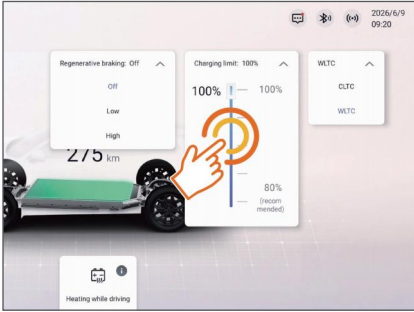 2026/6/9
09:20
Regenerative braking: Off
Off
Low
High
Charging limit: 100%
100%
100%
80%
(recom
mended)
WLTC
CLTC
WLTC
275 km
Heating while driving